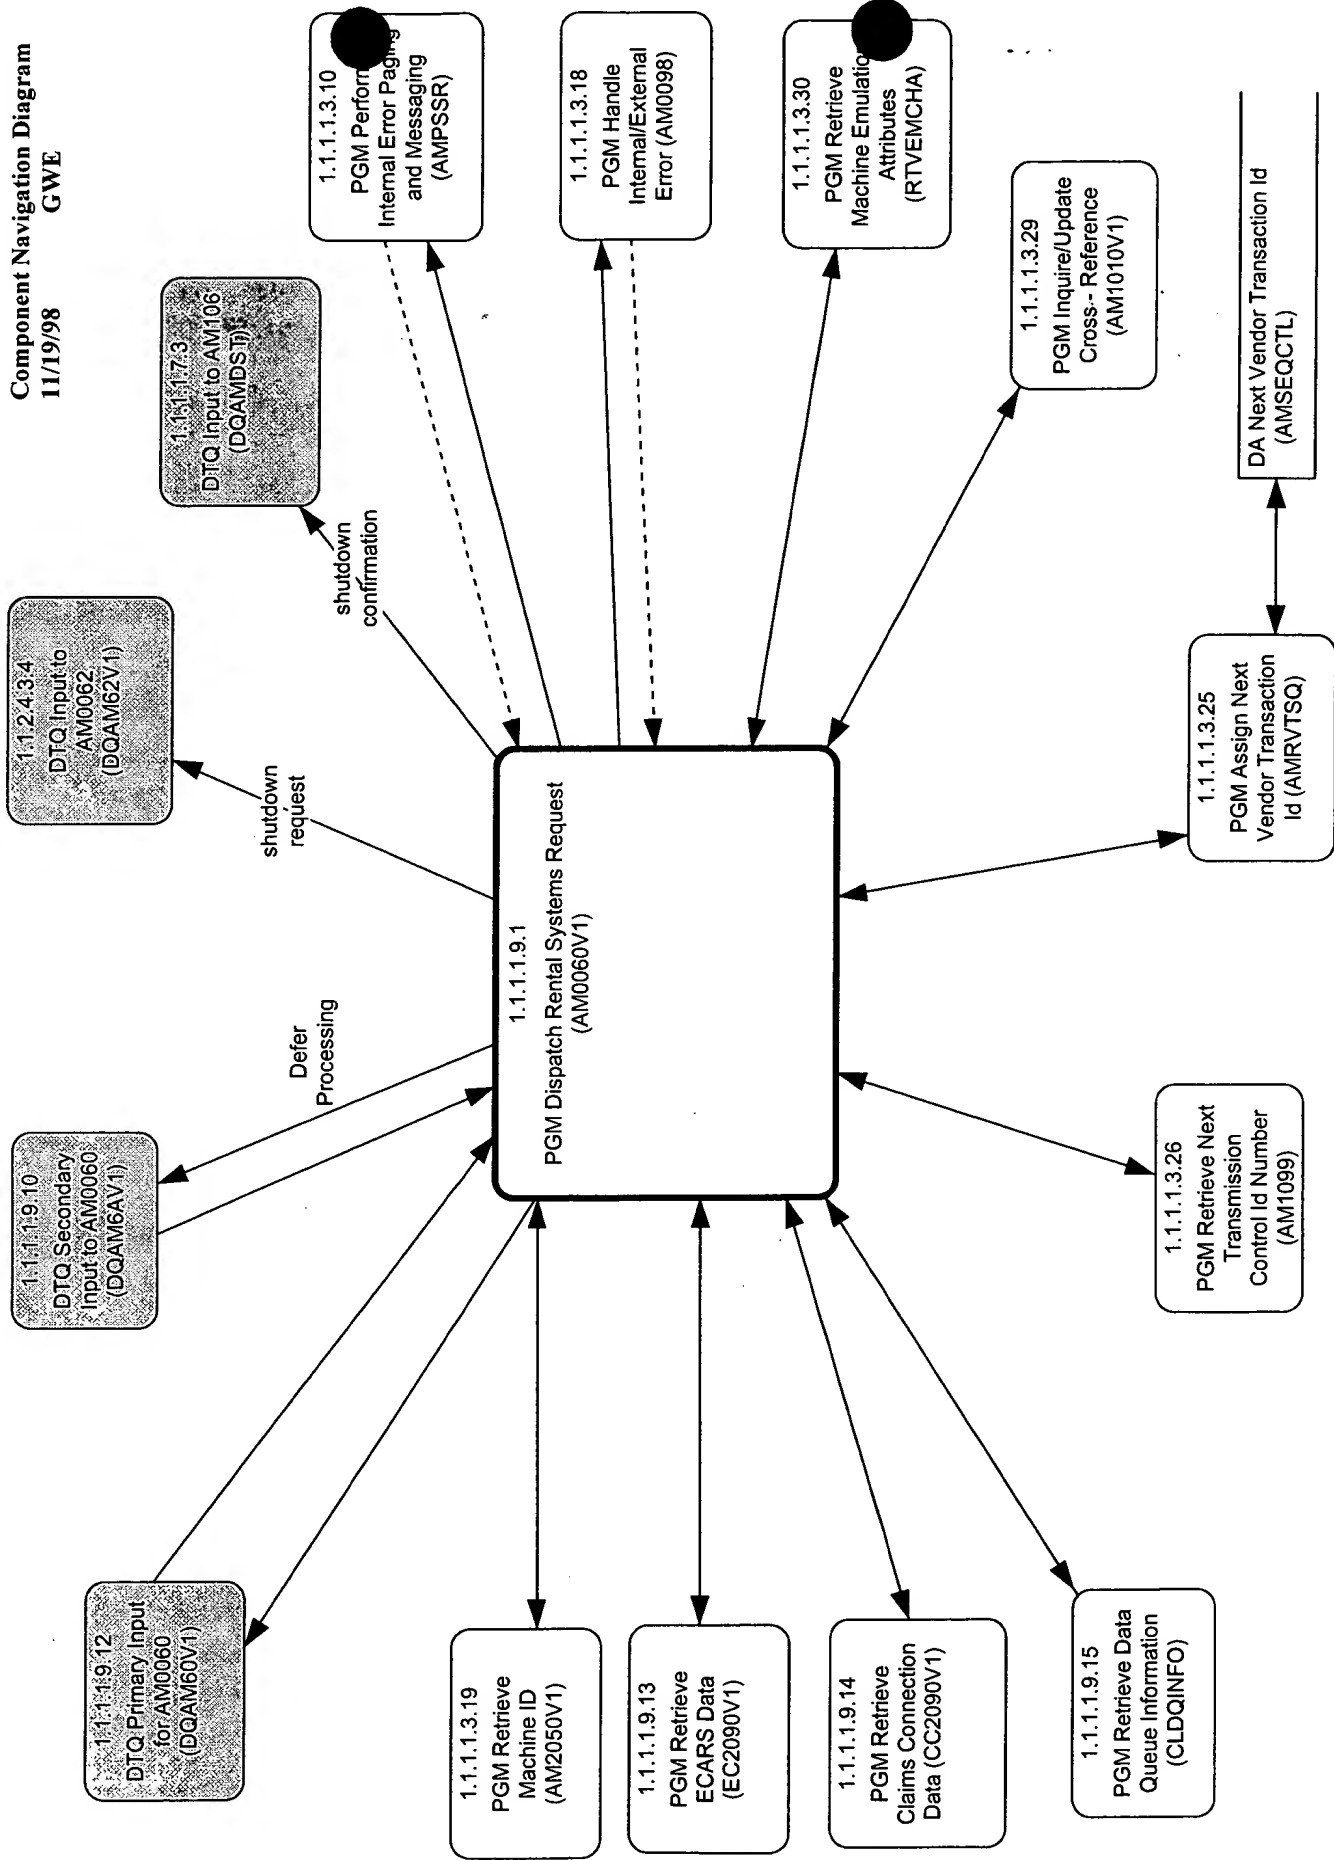 Component Navigation Diagram
11/19/98 GWE
1.1.1.1.9.12
DTQ Primary Input
for AM0060
(DQAM60V1)
1.1.1.1.9.10
DTQ Secondary
Input to AM0060
(DQAM6AV1)
1.1.2.4.3.4
DTQ Input to
AM0062
(DQAM62V1)
1.1.1.1.7.3
DTQ Input to AM106
(DQAMDST)
Defer
Processing
shutdown
request
shutdown
confirmation
1.1.1.1.3.10
PGM Perform
Internal Error Paging
and Messaging
(AMPSSR)
1.1.1.1.3.18
PGM Handle
Internal/External
Error (AM0098)
1.1.1.1.3.30
PGM Retrieve
Machine Emulation
Attributes
(RTVEMCHA)
1.1.1.1.3.29
PGM Inquire/Update
Cross - Reference
(AM1010V1)
1.1.1.1.9.1
PGM Dispatch Rental Systems Request
(AM0060V1)
1.1.1.1.3.19
PGM Retrieve
Machine ID
(AM2050V1)
1.1.1.1.9.13
PGM Retrieve
ECARS Data
(EC2090V1)
1.1.1.1.9.14
PGM Retrieve
Claims Connection
Data (CC2090V1)
1.1.1.1.9.15
PGM Retrieve Data
Queue Information
(CLDQINFO)
1.1.1.1.3.26
PGM Retrieve Next
Transmission
Control Id Number
(AM1099)
1.1.1.1.3.25
PGM Assign Next
Vendor Transaction
Id (AMRVTSQ)
DA Next Vendor Transaction Id
(AMSEQCTL)